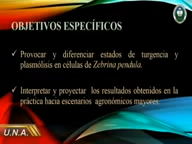 OBJETIVOS ESPECÍFICOS
Provocar y diferenciar estados de turgencia y
plasmólisis en células de Zebrina pendula.
Interpretar y proyectar los resultados obtenidos en la
práctica hacia escenarios agronómicos mayores.
U.N.A.